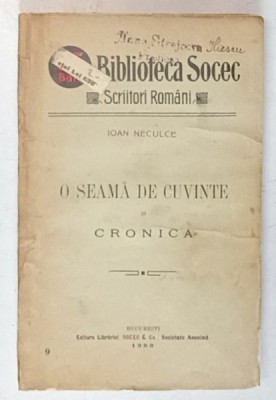 Biblioteca Socec
Scriitori Români
IOAN NECULCE
O SEAMĂ DE CUVINTE
ȘI
CRONICA
BUCUREȘTI
Editura Librăriei SOCEC & Co., Societate Anonimă
9